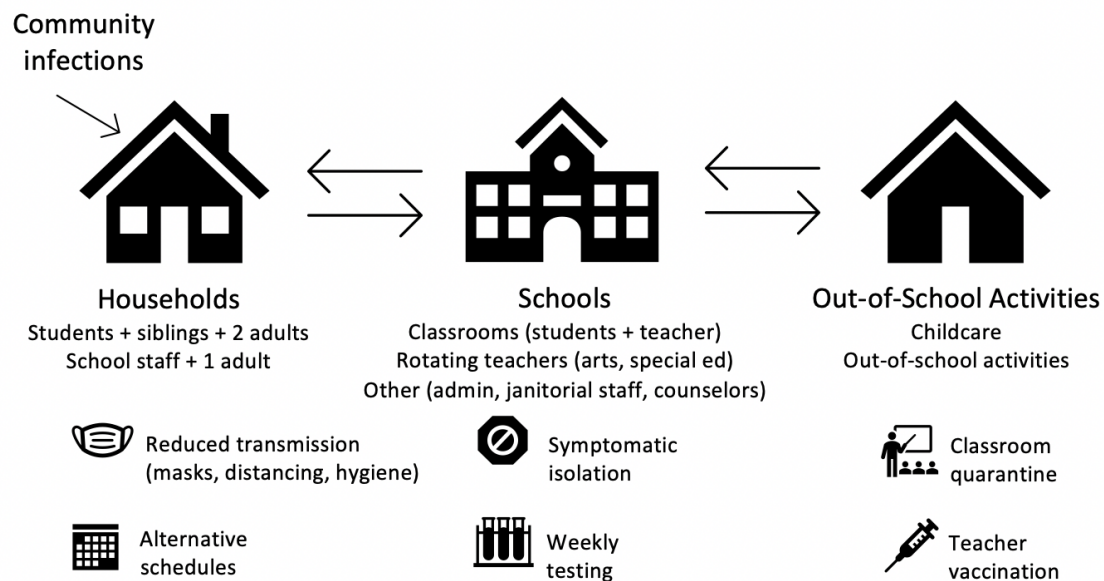 Community
infections
Households
Students + siblings + 2 adults
School staff + 1 adult
Schools
Classrooms (students + teacher)
Rotating teachers (arts, special ed)
Other (admin, janitorial staff, counselors)
Out-of-School Activities
Childcare
Out-of-school activities
Reduced transmission
(masks, distancing, hygiene)
Symptomatic
isolation
Classroom
quarantine
Alternative
schedules
Weekly
testing
Teacher
vaccination